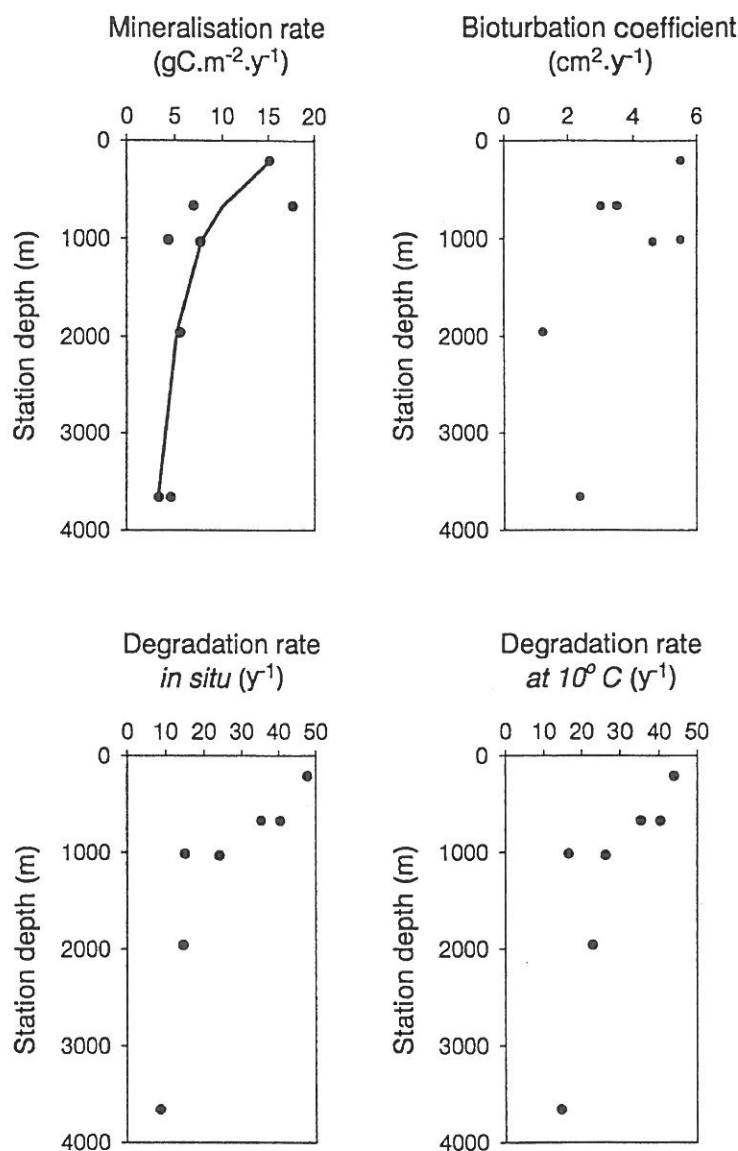 Mineralisation rate
(gC.m⁻².y⁻¹)
0 5 10 15 20
0
1000
2000
3000
4000
Station depth (m)
Bioturbation coefficient
(cm².y⁻¹)
0 2 4 6
0
1000
2000
3000
4000
Station depth (m)
Degradation rate
in situ (y⁻¹)
0 10 20 30 40 50
0
1000
2000
3000
4000
Station depth (m)
Degradation rate
at 10° C (y⁻¹)
0 10 20 30 40 50
0
1000
2000
3000
4000
Station depth (m)